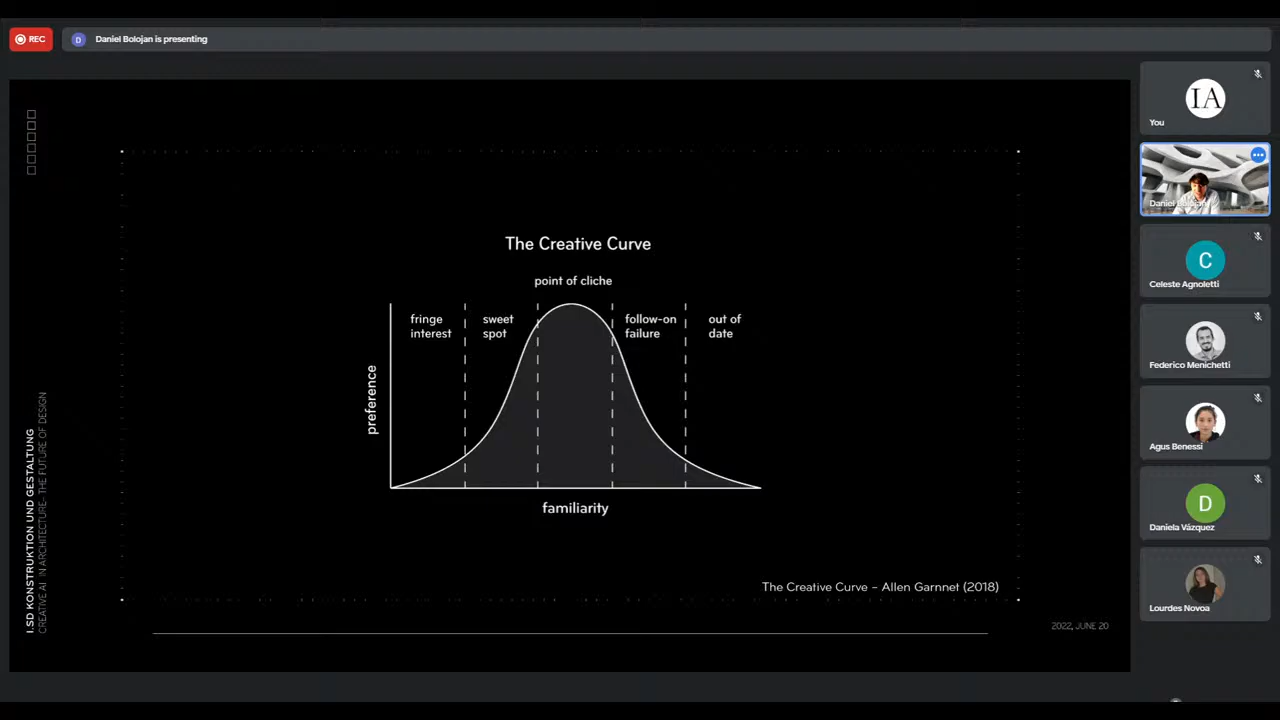 REC
D
Daniel Bolojan is presenting
The Creative Curve
point of cliche
fringe
interest
sweet
spot
follow-on
failure
out of
date
preference
familiarity
The Creative Curve – Allen Garnnet (2018)
2022, JUNE 20
I.SD KONSTRUKTION UND GESTALTUNG
CREATIVE AI IN ARCHITECTURE- THE FUTURE OF DESIGN
IA
You
Daniel Bolojan
C
Celeste Agnoletti
Federico Menichetti
Agus Benessi
D
Daniela Vázquez
Lourdes Novoa